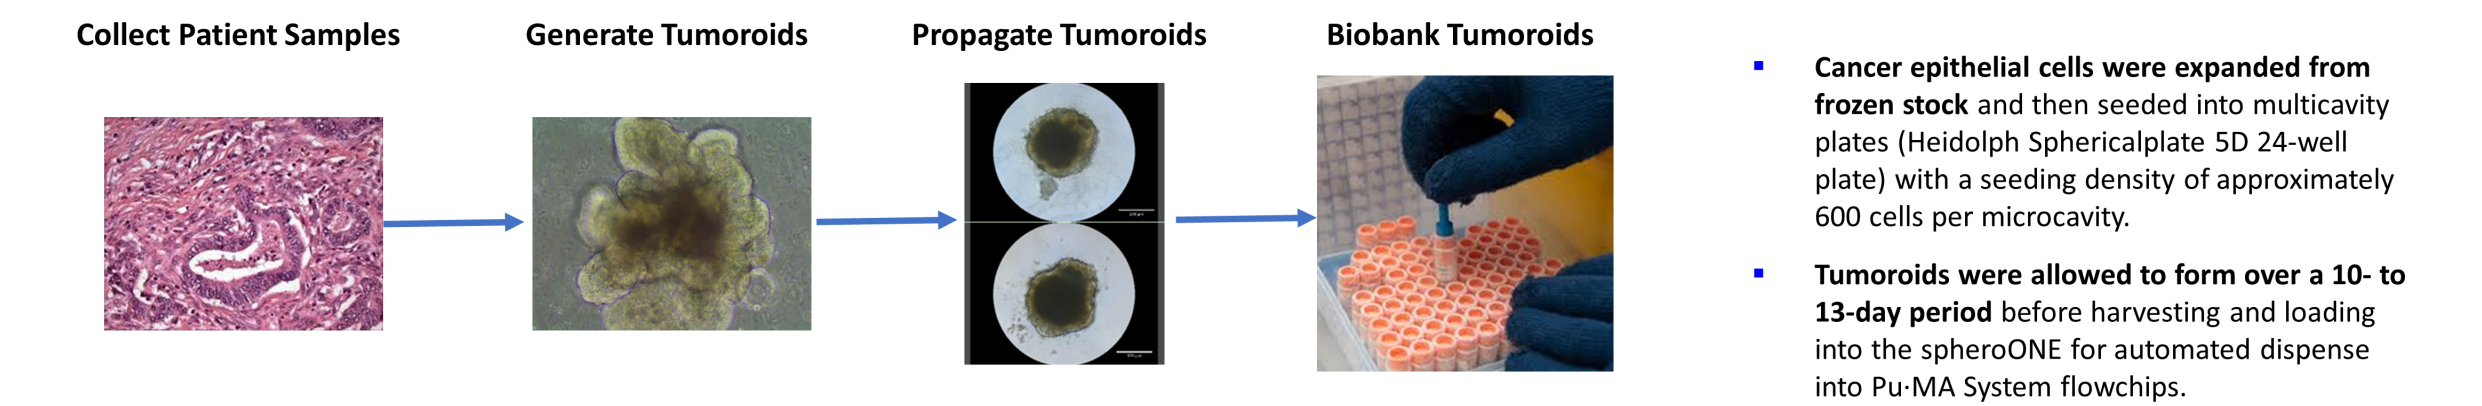 Collect Patient Samples
Generate Tumoroids
Propagate Tumoroids
Biobank Tumoroids
Cancer epithelial cells were expanded from
frozen stock and then seeded into multicavity
plates (Heidolph Sphericalplate 5D 24-well
plate) with a seeding density of approximately
600 cells per microcavity.
Tumoroids were allowed to form over a 10- to
13-day period before harvesting and loading
into the spheroONE for automated dispense
into Pu·MA System flowchips.